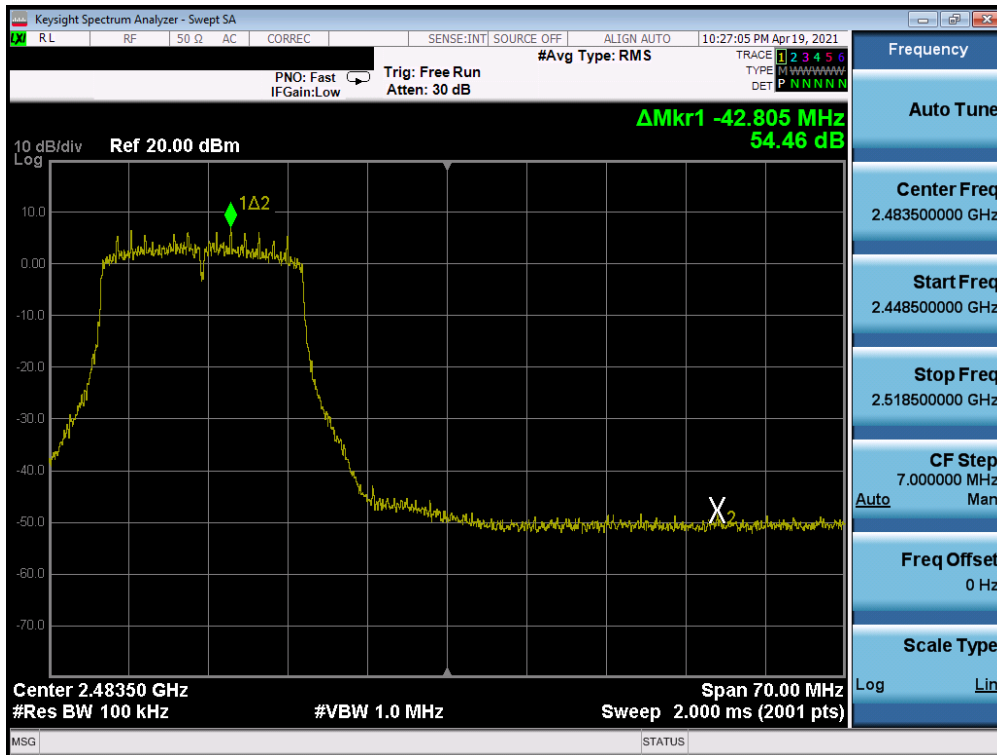 Keysight Spectrum Analyzer - Swept SA
LXI RL RF 50 Ω AC CORREC SENSE:INT SOURCE OFF ALIGN AUTO 10:27:05 PM Apr 19, 2021
#Avg Type: RMS
TRACE 1 2 3 4 5 6
PNO: Fast Trig: Free Run
TYPE M WWWWW
IFGain:Low Atten: 30 dB
DET P N N N N N
ΔMkr1 -42.805 MHz
54.46 dB
10 dB/div Ref 20.00 dBm
Log
1Δ2
10.0
0.00
-10.0
-20.0
-30.0
-40.0
-50.0
X2
-60.0
-70.0
Center 2.48350 GHz Span 70.00 MHz
#Res BW 100 kHz #VBW 1.0 MHz Sweep 2.000 ms (2001 pts)
MSG STATUS
Frequency
Auto Tune
Center Freq
2.483500000 GHz
Start Freq
2.448500000 GHz
Stop Freq
2.518500000 GHz
CF Step
7.000000 MHz
Auto Man
Freq Offset
0 Hz
Scale Type
Log Lin